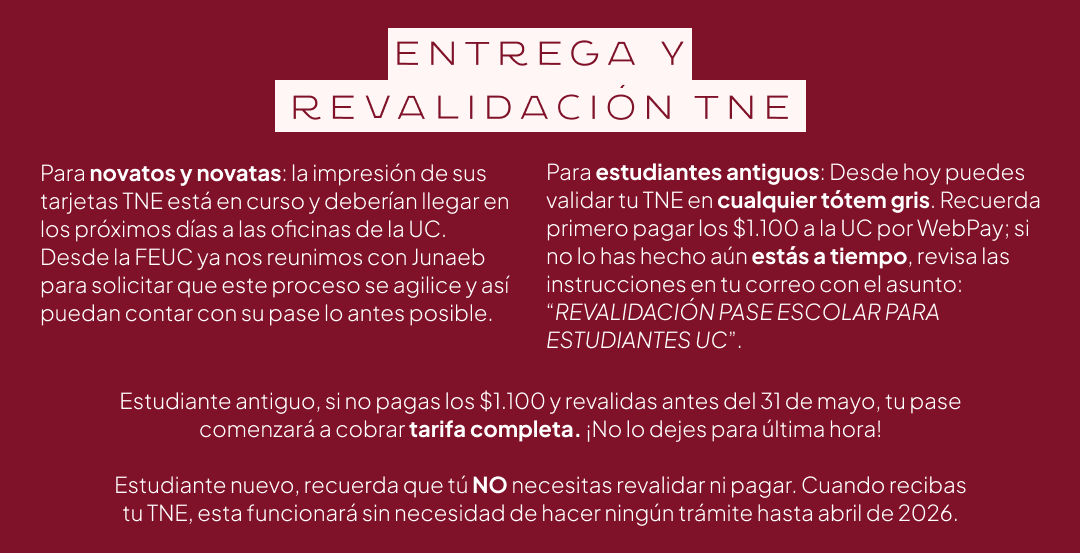 ENTREGA Y
REVALIDACIÓN TNE
Para novatos y novatas: la impresión de sus
tarjetas TNE está en curso y deberían llegar en
los próximos días a las oficinas de la UC.
Desde la FEUC ya nos reunimos con Junaeb
para solicitar que este proceso se agilice y así
puedan contar con su pase lo antes posible.
Para estudiantes antiguos: Desde hoy puedes
validar tu TNE en cualquier tótem gris. Recuerda
primero pagar los $1.100 a la UC por WebPay; si
no lo has hecho aún estás a tiempo, revisa las
instrucciones en tu correo con el asunto:
“REVALIDACIÓN PASE ESCOLAR PARA
ESTUDIANTES UC”.
Estudiante antiguo, si no pagas los $1.100 y revalidas antes del 31 de mayo, tu pase
comenzará a cobrar tarifa completa. ¡No lo dejes para última hora!
Estudiante nuevo, recuerda que tú NO necesitas revalidar ni pagar. Cuando recibas
tu TNE, esta funcionará sin necesidad de hacer ningún trámite hasta abril de 2026.